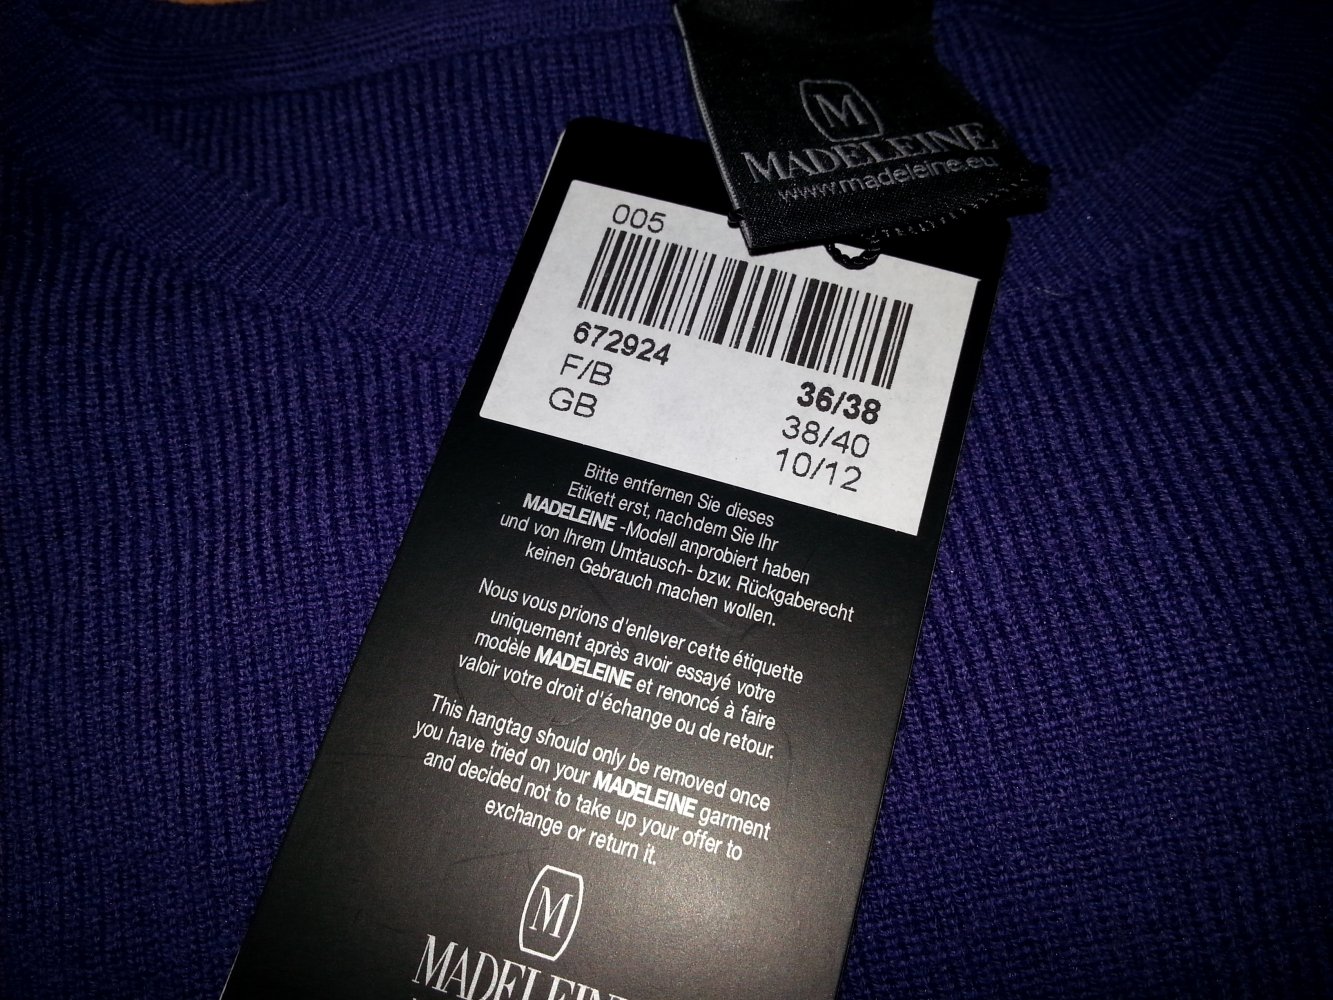 M
MADELEINE
www.madeleine.eu
005
672924 36/38
F/B 38/40
GB 10/12
Bitte entfernen Sie dieses
Etikett erst, nachdem Sie Ihr
MADELEINE -Modell anprobiert haben
und von Ihrem Umtausch- bzw. Rückgaberecht
keinen Gebrauch machen wollen.
Nous vous prions d'enlever cette étiquette
uniquement après avoir essayé votre
modèle MADELEINE et renoncé à faire
valoir votre droit d'échange ou de retour.
This hangtag should only be removed once
you have tried on your MADELEINE garment
and decided not to take up your offer to
exchange or return it.
M
MADELEINE